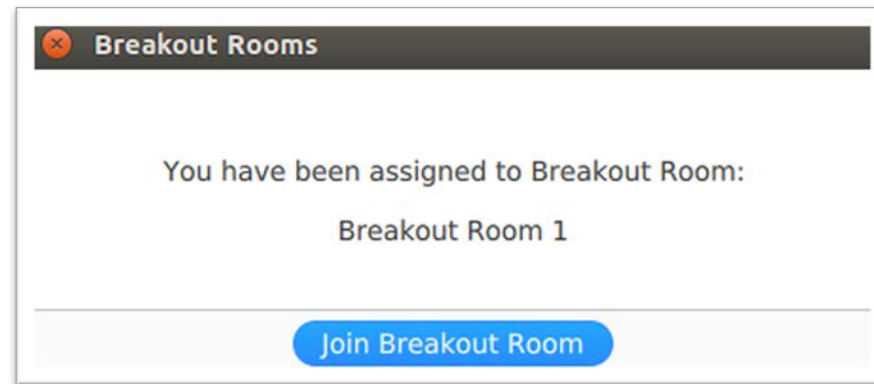 Breakout Rooms
You have been assigned to Breakout Room:
Breakout Room 1
Join Breakout Room